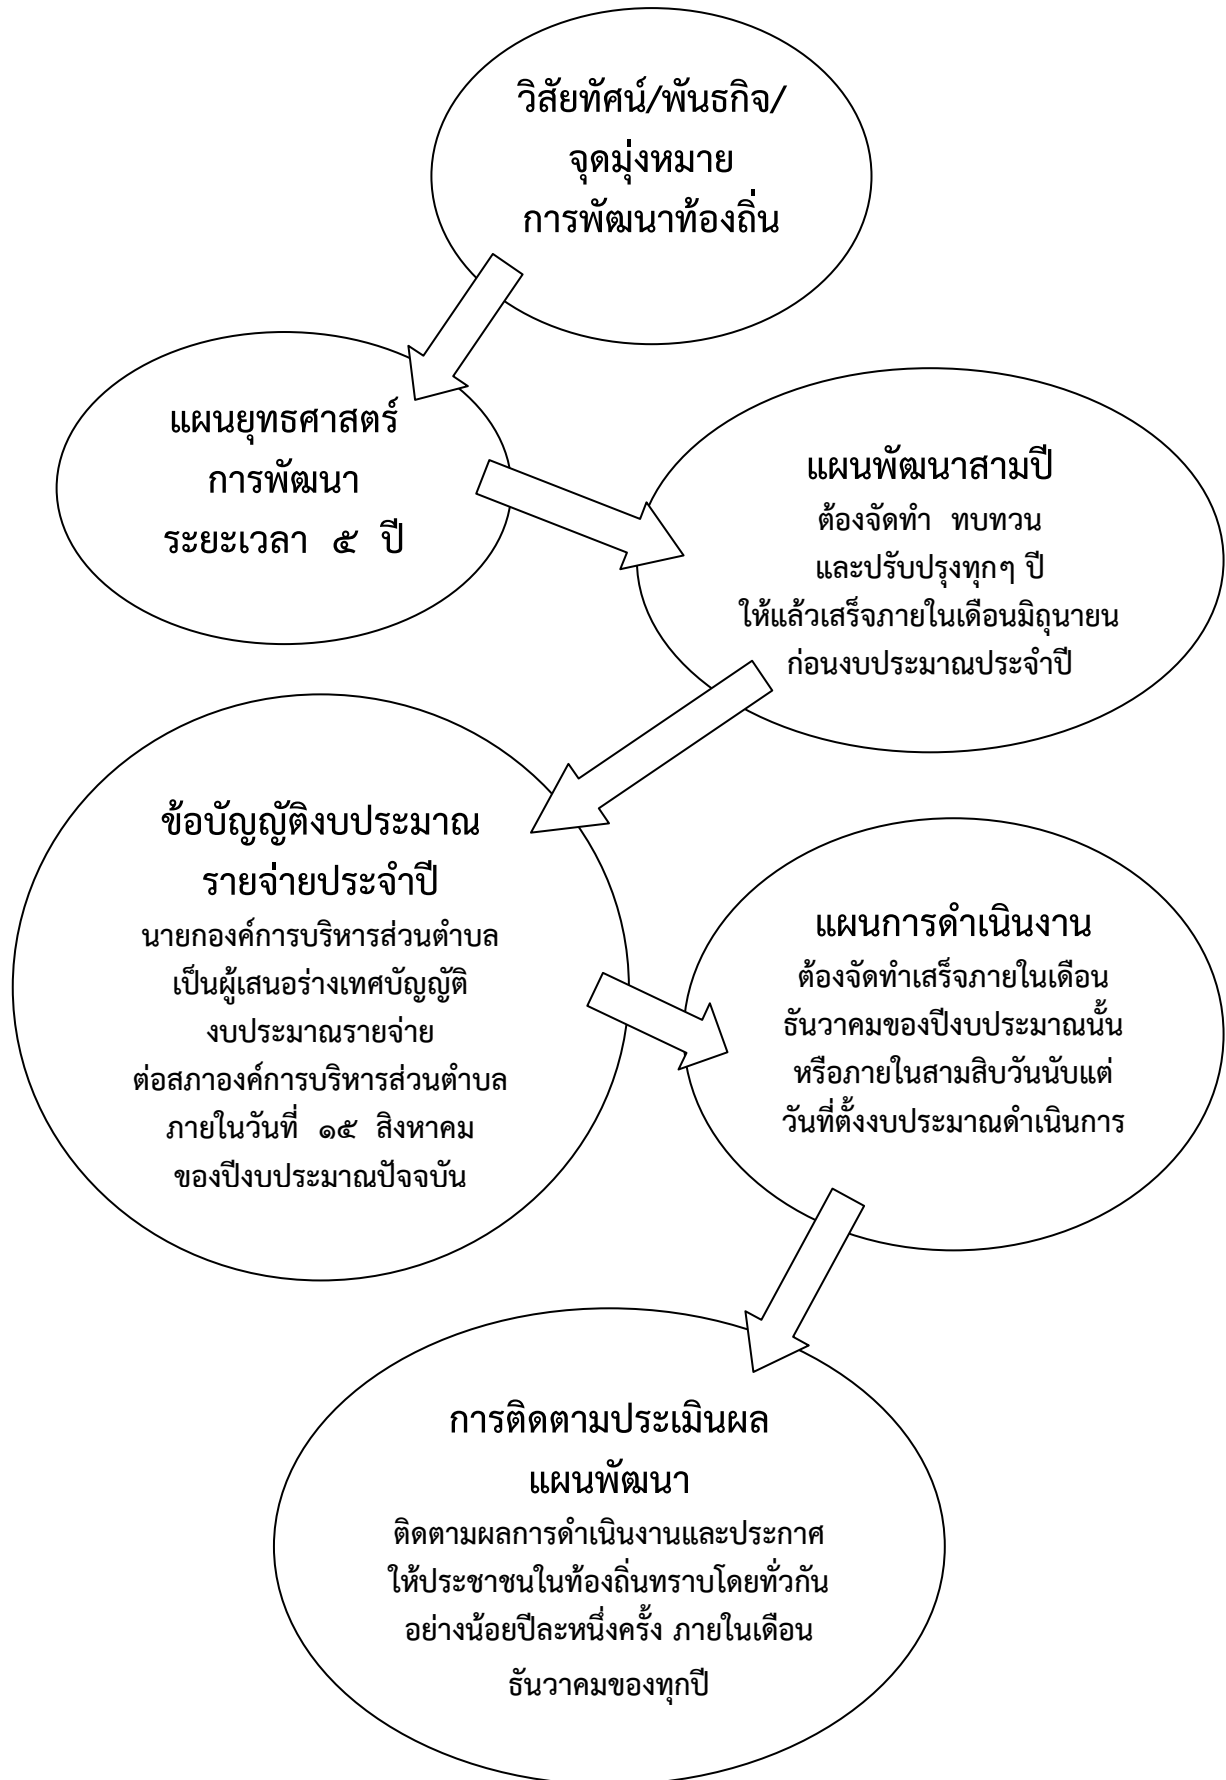 วิสัยทัศน์/พันธกิจ/
จุดมุ่งหมาย
การพัฒนาท้องถิ่น
แผนยุทธศาสตร์
การพัฒนา
ระยะเวลา ๕ ปี
แผนพัฒนาสามปี
ต้องจัดทำ ทบทวน
และปรับปรุงทุกๆ ปี
ให้แล้วเสร็จภายในเดือนมิถุนายน
ก่อนงบประมาณประจำปี
ข้อบัญญัติงบประมาณ
รายจ่ายประจำปี
นายกองค์การบริหารส่วนตำบล
เป็นผู้เสนอร่างเทศบัญญัติ
งบประมาณรายจ่าย
ต่อสภาองค์การบริหารส่วนตำบล
ภายในวันที่ ๑๕ สิงหาคม
ของปีงบประมาณปัจจุบัน
แผนการดำเนินงาน
ต้องจัดทำเสร็จภายในเดือน
ธันวาคมของปีงบประมาณนั้น
หรือภายในสามสิบวันนับแต่
วันที่ตั้งงบประมาณดำเนินการ
การติดตามประเมินผล
แผนพัฒนา
ติดตามผลการดำเนินงานและประกาศ
ให้ประชาชนในท้องถิ่นทราบโดยทั่วกัน
อย่างน้อยปีละหนึ่งครั้ง ภายในเดือน
ธันวาคมของทุกปี